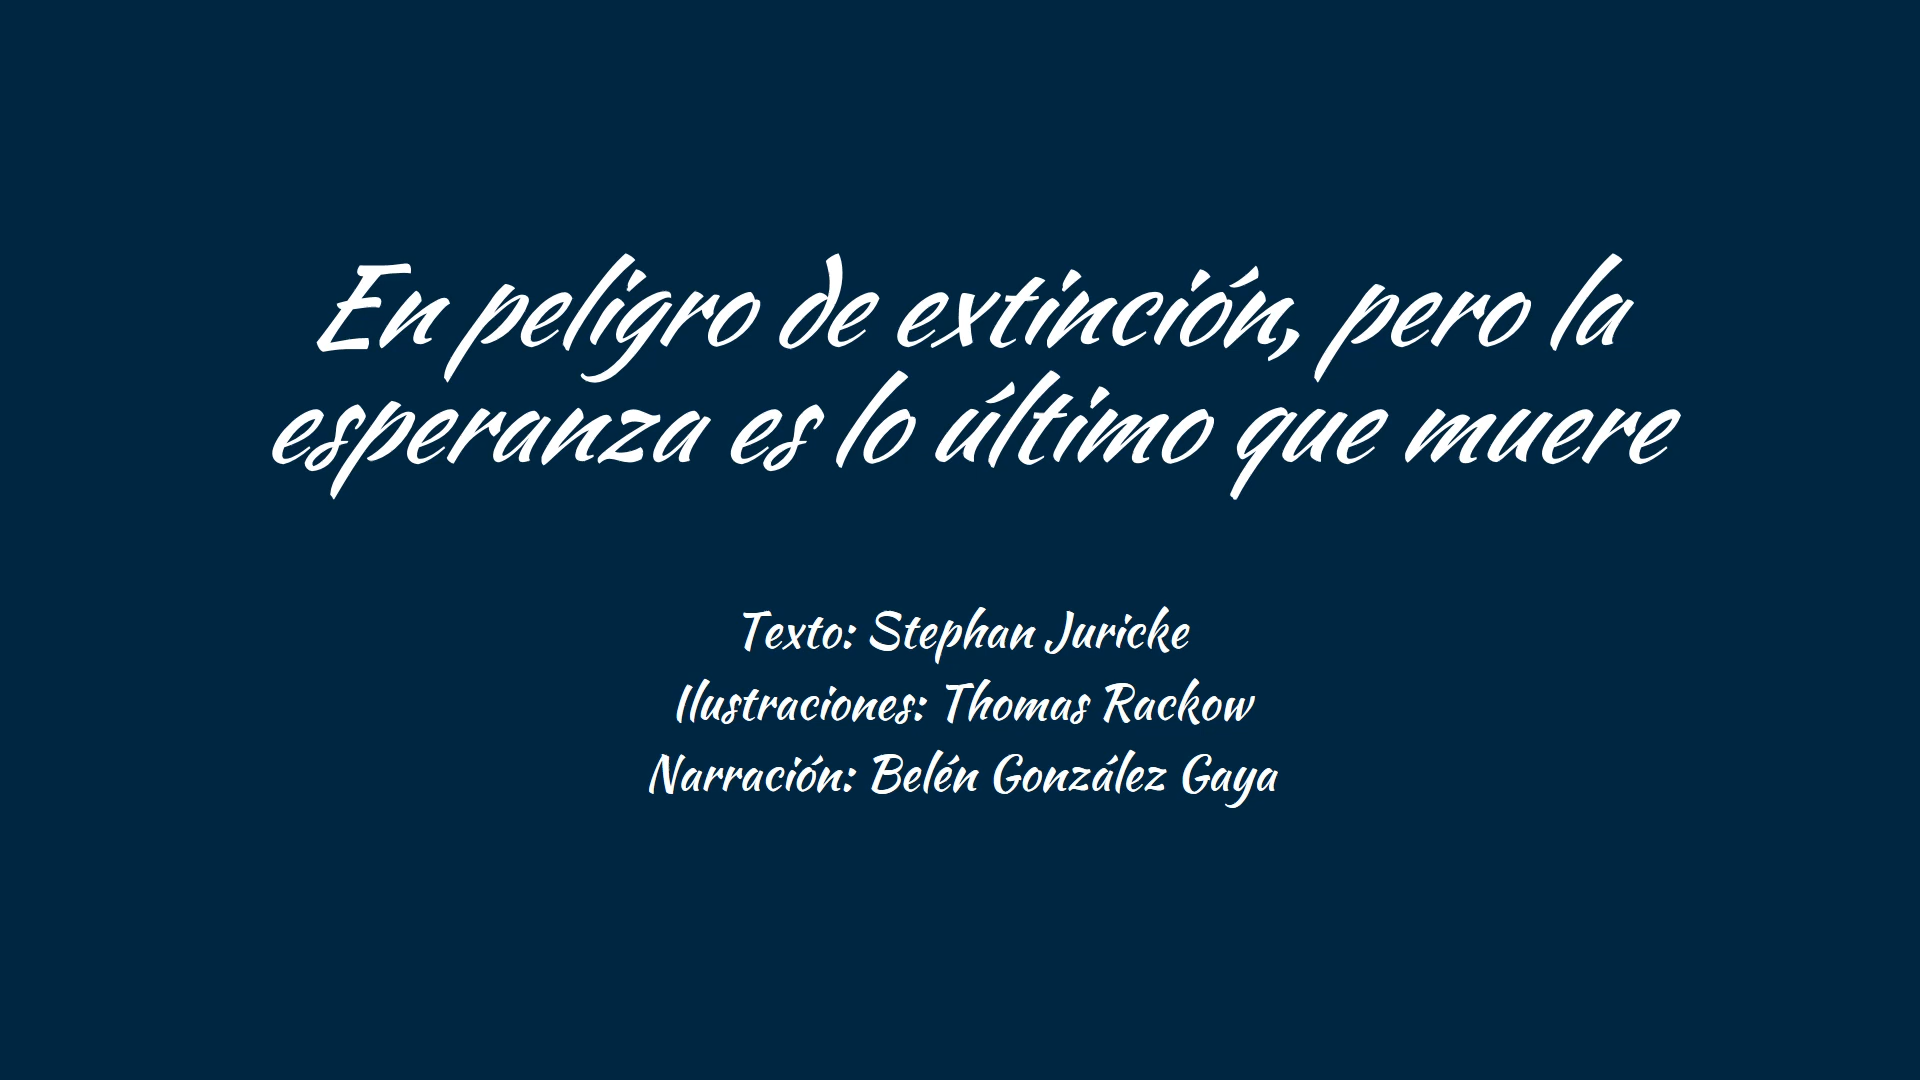 En peligro de extinción, pero la
esperanza es lo último que muere
Texto: Stephan Juricke
Ilustraciones: Thomas Rackow
Narración: Belén González Gaya